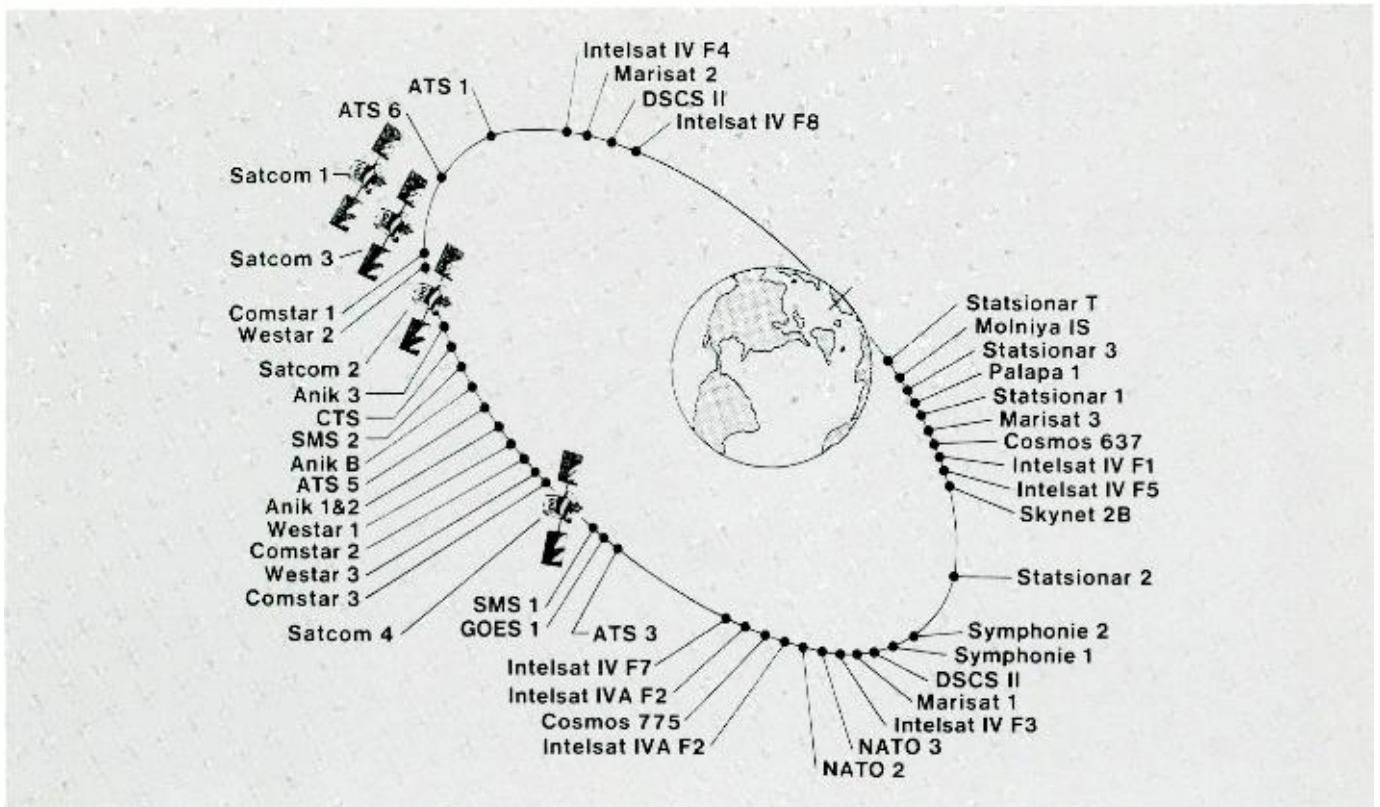 Intelsat IV F4
Marisat 2
DSCS II
Intelsat IV F8
ATS 1
ATS 6
Satcom 1
Satcom 3
Comstar 1
Westar 2
Satcom 2
Anik 3
CTS
SMS 2
Anik B
ATS 5
Anik 1&2
Westar 1
Comstar 2
Westar 3
Comstar 3
Satcom 4
SMS 1
GOES 1
ATS 3
Intelsat IV F7
Intelsat IVA F2
Cosmos 775
Intelsat IVA F2
NATO 2
NATO 3
Intelsat IV F3
Marisat 1
DSCS II
Symphonie 1
Symphonie 2
Statsionar 2
Skynet 2B
Intelsat IV F5
Intelsat IV F1
Cosmos 637
Marisat 3
Statsionar 1
Palapa 1
Statsionar 3
Molniya IS
Statsionar T